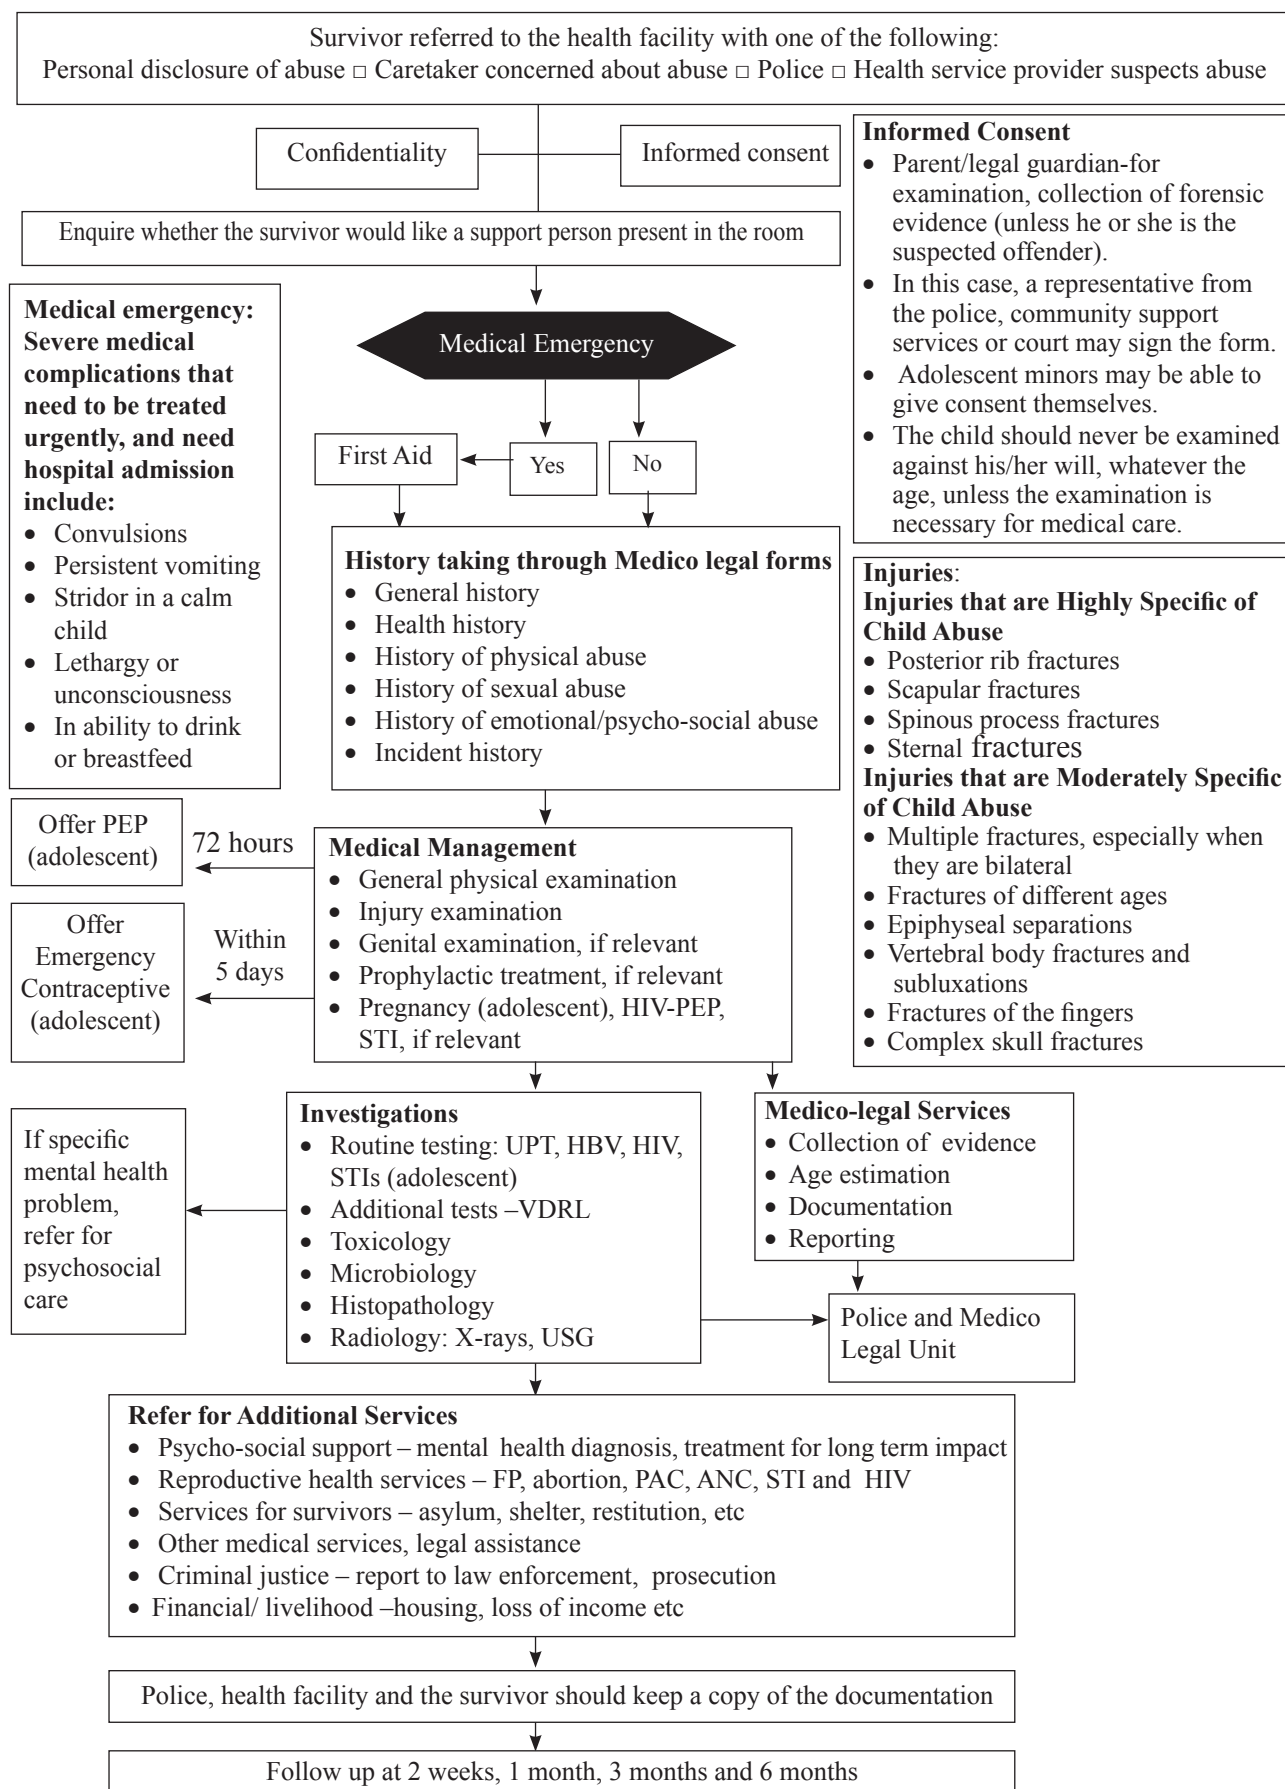 Survivor referred to the health facility with one of the following:
Personal disclosure of abuse □ Caretaker concerned about abuse □ Police □ Health service provider suspects abuse
Confidentiality
Informed consent
Enquire whether the survivor would like a support person present in the room
Informed Consent
• Parent/legal guardian-for
examination, collection of forensic
evidence (unless he or she is the
suspected offender).
• In this case, a representative from
the police, community support
services or court may sign the form.
• Adolescent minors may be able to
give consent themselves.
• The child should never be examined
against his/her will, whatever the
age, unless the examination is
necessary for medical care.
Medical emergency:
Severe medical
complications that
need to be treated
urgently, and need
hospital admission
include:
• Convulsions
• Persistent vomiting
• Stridor in a calm
child
• Lethargy or
unconsciousness
• In ability to drink
or breastfeed
Medical Emergency
First Aid
Yes
No
History taking through Medico legal forms
• General history
• Health history
• History of physical abuse
• History of sexual abuse
• History of emotional/psycho-social abuse
• Incident history
Injuries:
Injuries that are Highly Specific of
Child Abuse
• Posterior rib fractures
• Scapular fractures
• Spinous process fractures
• Sternal fractures
Injuries that are Moderately Specific
of Child Abuse
• Multiple fractures, especially when
they are bilateral
• Fractures of different ages
• Epiphyseal separations
• Vertebral body fractures and
subluxations
• Fractures of the fingers
• Complex skull fractures
Offer PEP
(adolescent)
72 hours
Offer
Emergency
Contraceptive
(adolescent)
Within
5 days
Medical Management
• General physical examination
• Injury examination
• Genital examination, if relevant
• Prophylactic treatment, if relevant
• Pregnancy (adolescent), HIV-PEP,
STI, if relevant
If specific
mental health
problem,
refer for
psychosocial
care
Investigations
• Routine testing: UPT, HBV, HIV,
STIs (adolescent)
• Additional tests –VDRL
• Toxicology
• Microbiology
• Histopathology
• Radiology: X-rays, USG
Medico-legal Services
• Collection of evidence
• Age estimation
• Documentation
• Reporting
Police and Medico
Legal Unit
Refer for Additional Services
• Psycho-social support – mental health diagnosis, treatment for long term impact
• Reproductive health services – FP, abortion, PAC, ANC, STI and HIV
• Services for survivors – asylum, shelter, restitution, etc
• Other medical services, legal assistance
• Criminal justice – report to law enforcement, prosecution
• Financial/ livelihood –housing, loss of income etc
Police, health facility and the survivor should keep a copy of the documentation
Follow up at 2 weeks, 1 month, 3 months and 6 months